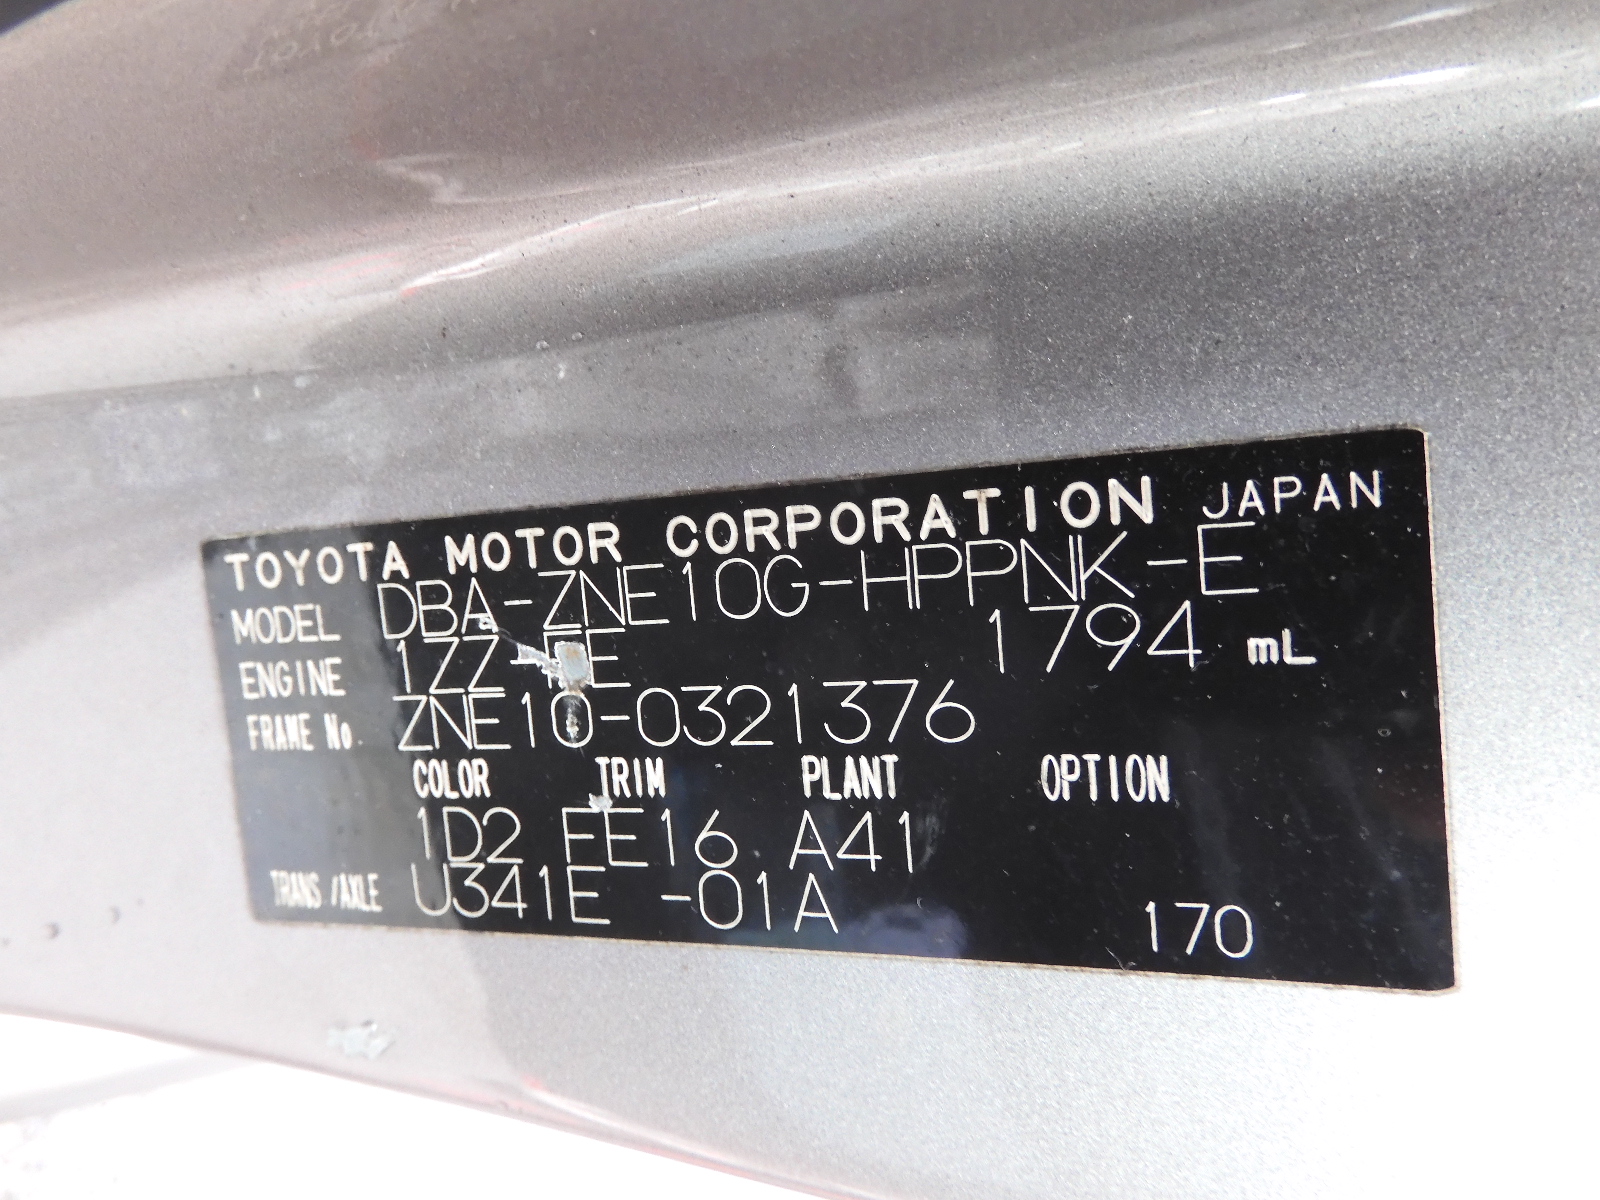 TOYOTA MOTOR CORPORATION JAPAN
MODEL DBA-ZNE10G-HPPNK-E
ENGINE 1ZZ-FE 1794 mL
FRAME No. ZNE10-0321376
COLOR TRIM PLANT OPTION
1D2 EE16 A41
TRANS/AXLE U341E -01A 170